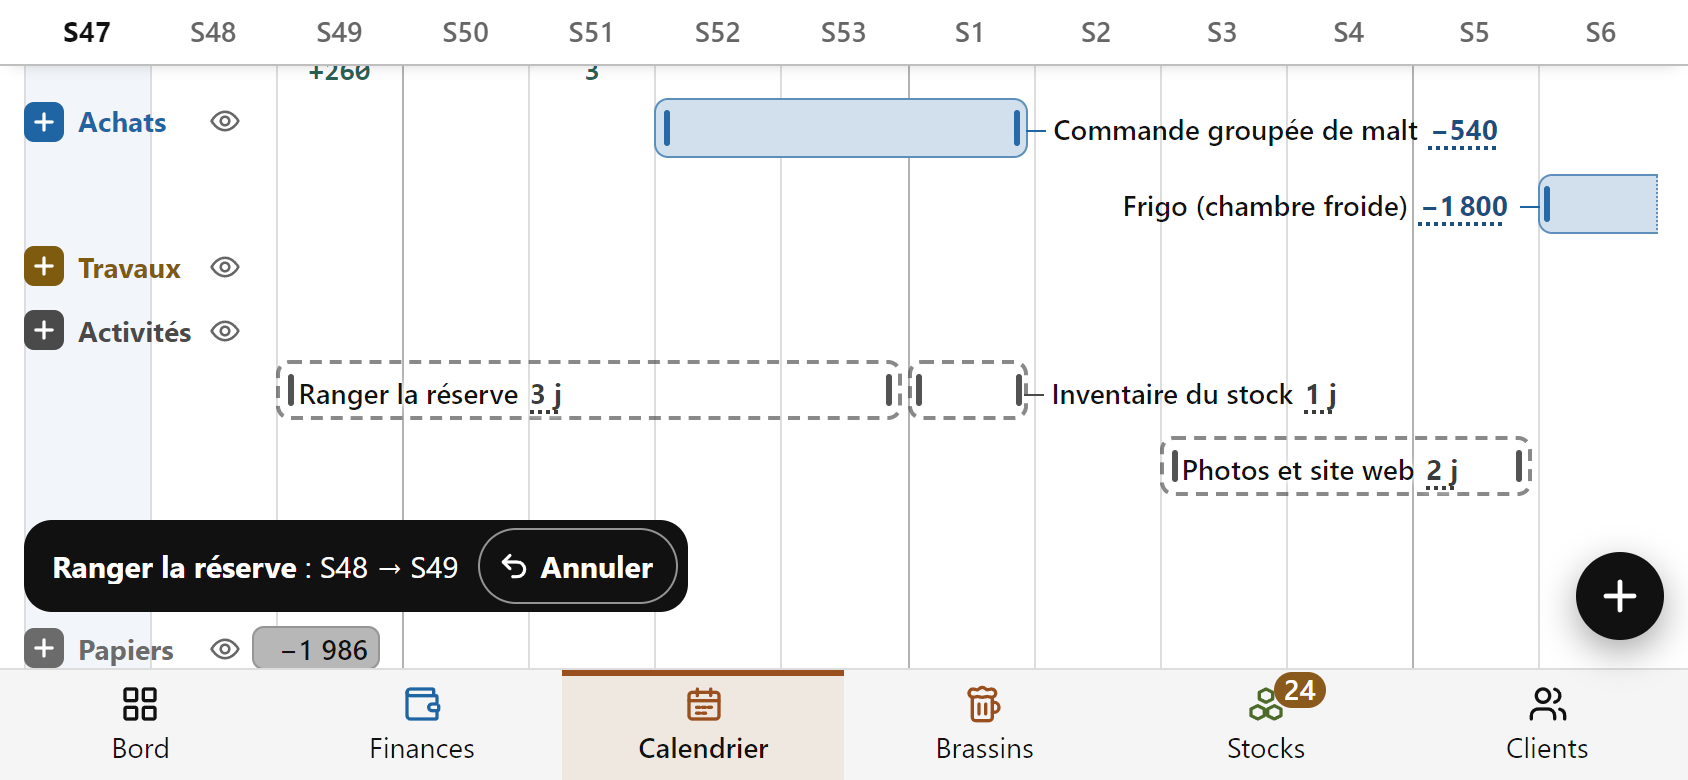 S47 S48 S49 S50 S51 S52 S53 S1 S2 S3 S4 S5 S6
+260 3
Achats
Commande groupée de malt −540
Frigo (chambre froide) −1 800
Travaux
Activités
Ranger la réserve 3 j
Inventaire du stock 1 j
Photos et site web 2 j
Ranger la réserve : S48 → S49 Annuler
Papiers −1 986
24
Bord Finances Calendrier Brassins Stocks Clients